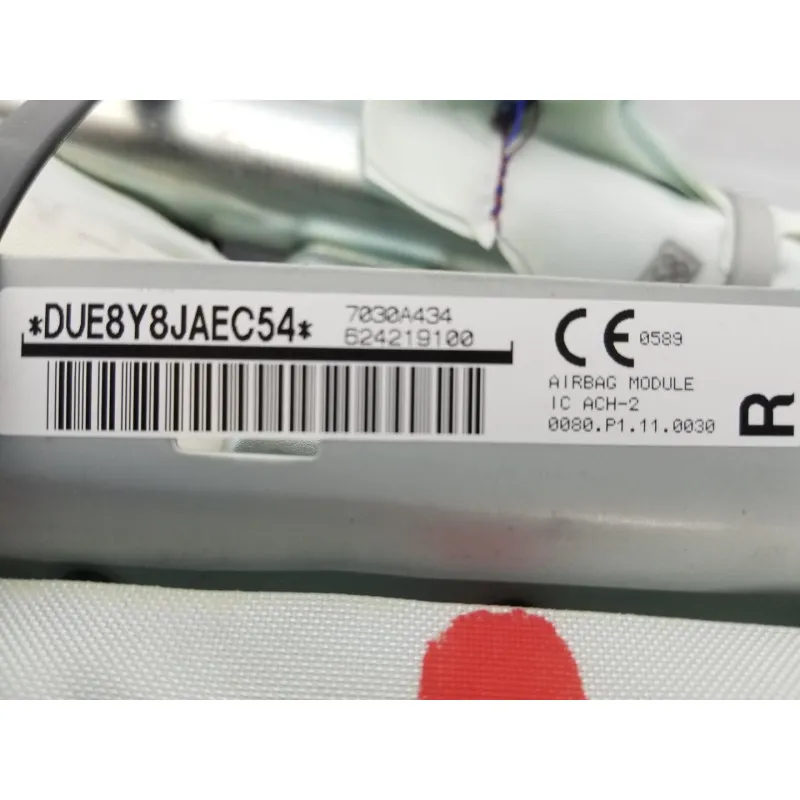 *DUE8Y8JAEC54*
7030A434
624219100
CE 0589
AIRBAG MODULE
IC ACH-2
0080.P1.11.0030
R